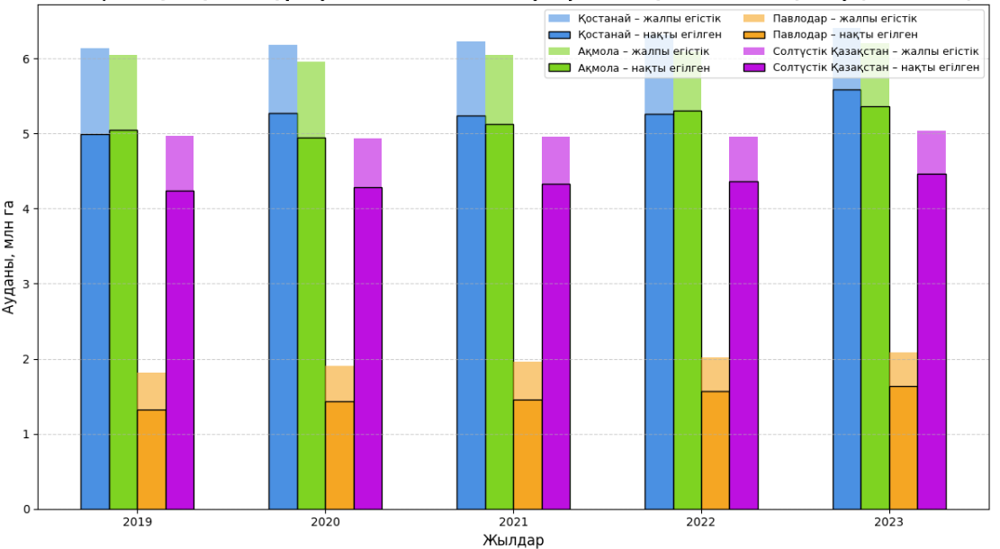 Қостанай – жалпы егістік
Қостанай – нақты егілген
Ақмола – жалпы егістік
Ақмола – нақты егілген
Павлодар – жалпы егістік
Павлодар – нақты егілген
Солтүстік Қазақстан – жалпы егістік
Солтүстік Қазақстан – нақты егілген
Ауданы, млн га
6
5
4
3
2
1
0
2019 2020 2021 2022 2023
Жылдар